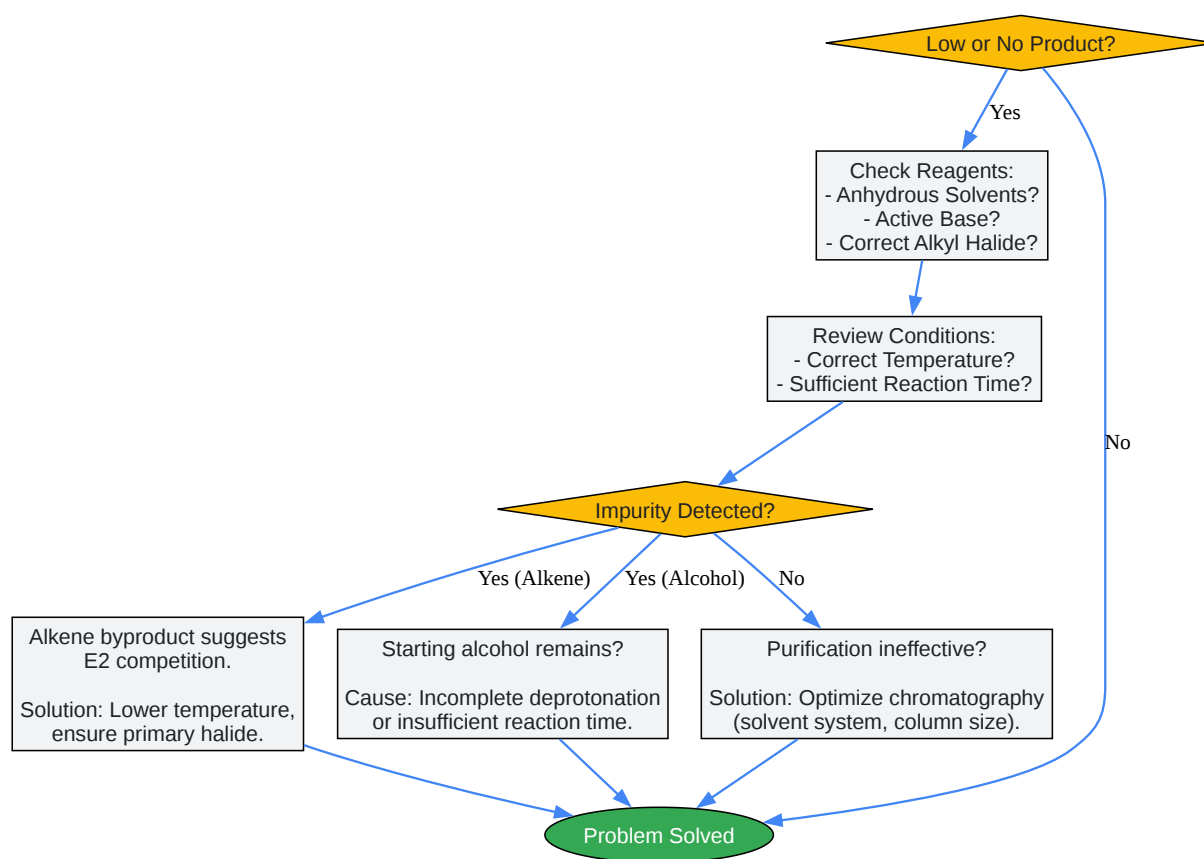 Low or No Product?
Yes
Check Reagents:
- Anhydrous Solvents?
- Active Base?
- Correct Alkyl Halide?
Review Conditions:
- Correct Temperature?
- Sufficient Reaction Time?
No
Impurity Detected?
Yes (Alkene)
Yes (Alcohol)
No
Alkene byproduct suggests
E2 competition.
Solution: Lower temperature,
ensure primary halide.
Starting alcohol remains?
Cause: Incomplete deprotonation
or insufficient reaction time.
Purification ineffective?
Solution: Optimize chromatography
(solvent system, column size).
Problem Solved